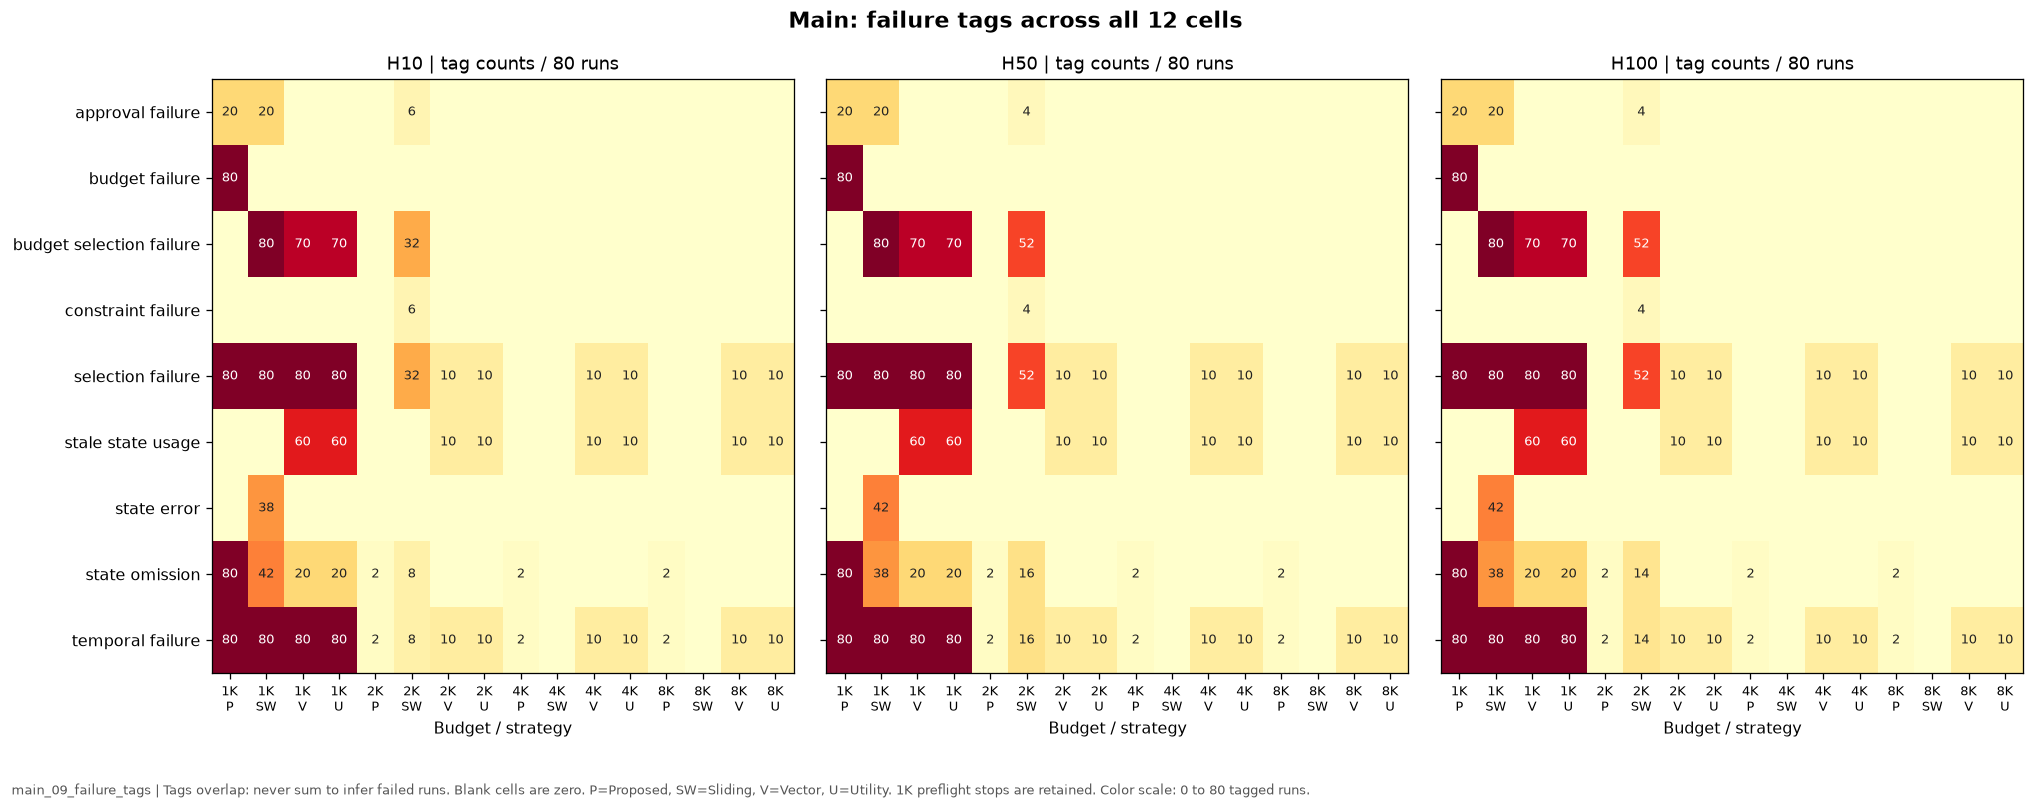 Main: failure tags across all 12 cells
H10 | tag counts / 80 runs
H50 | tag counts / 80 runs
H100 | tag counts / 80 runs
approval failure 20 20 6 20 20 4 20 20 4
budget failure 80 80 80
budget selection failure 80 70 70 32 80 70 70 52 80 70 70 52
constraint failure 6 4 4
selection failure 80 80 80 80 32 10 10 10 10 10 10 80 80 80 80 52 10 10 10 10 10 10 80 80 80 80 52 10 10 10 10 10 10
stale state usage 60 60 10 10 10 10 10 10 60 60 10 10 10 10 10 10 60 60 10 10 10 10 10 10
state error 38 42 42
state omission 80 42 20 20 2 8 2 2 80 38 20 20 2 16 2 2 80 38 20 20 2 14 2 2
temporal failure 80 80 80 80 2 8 10 10 2 10 10 2 10 10 80 80 80 80 2 16 10 10 2 10 10 2 10 10 80 80 80 80 2 14 10 10 2 10 10 2 10 10
1K 1K 1K 1K 2K 2K 2K 2K 4K 4K 4K 4K 8K 8K 8K 8K 1K 1K 1K 1K 2K 2K 2K 2K 4K 4K 4K 4K 8K 8K 8K 8K 1K 1K 1K 1K 2K 2K 2K 2K 4K 4K 4K 4K 8K 8K 8K 8K
P SW V U P SW V U P SW V U P SW V U P SW V U P SW V U P SW V U P SW V U P SW V U P SW V U P SW V U P SW V U
Budget / strategy
Budget / strategy
Budget / strategy
main_09_failure_tags | Tags overlap: never sum to infer failed runs. Blank cells are zero. P=Proposed, SW=Sliding, V=Vector, U=Utility. 1K preflight stops are retained. Color scale: 0 to 80 tagged runs.